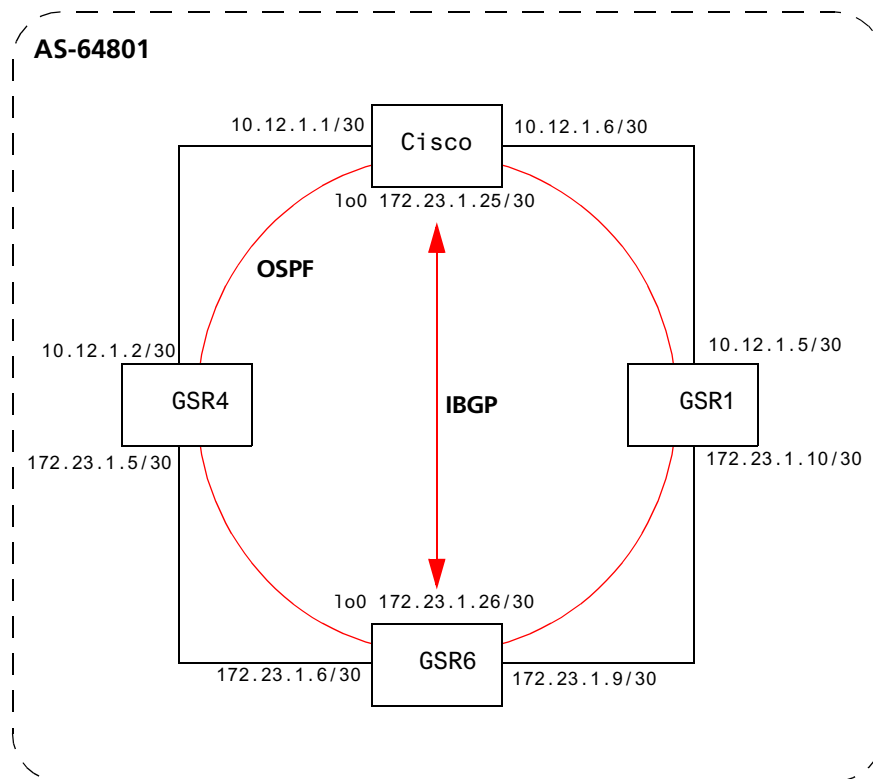 AS-64801
10.12.1.1/30
10.12.1.6/30
Cisco
lo0 172.23.1.25/30
OSPF
10.12.1.2/30
10.12.1.5/30
GSR4
IBGP
GSR1
172.23.1.5/30
172.23.1.10/30
lo0 172.23.1.26/30
GSR6
172.23.1.6/30
172.23.1.9/30